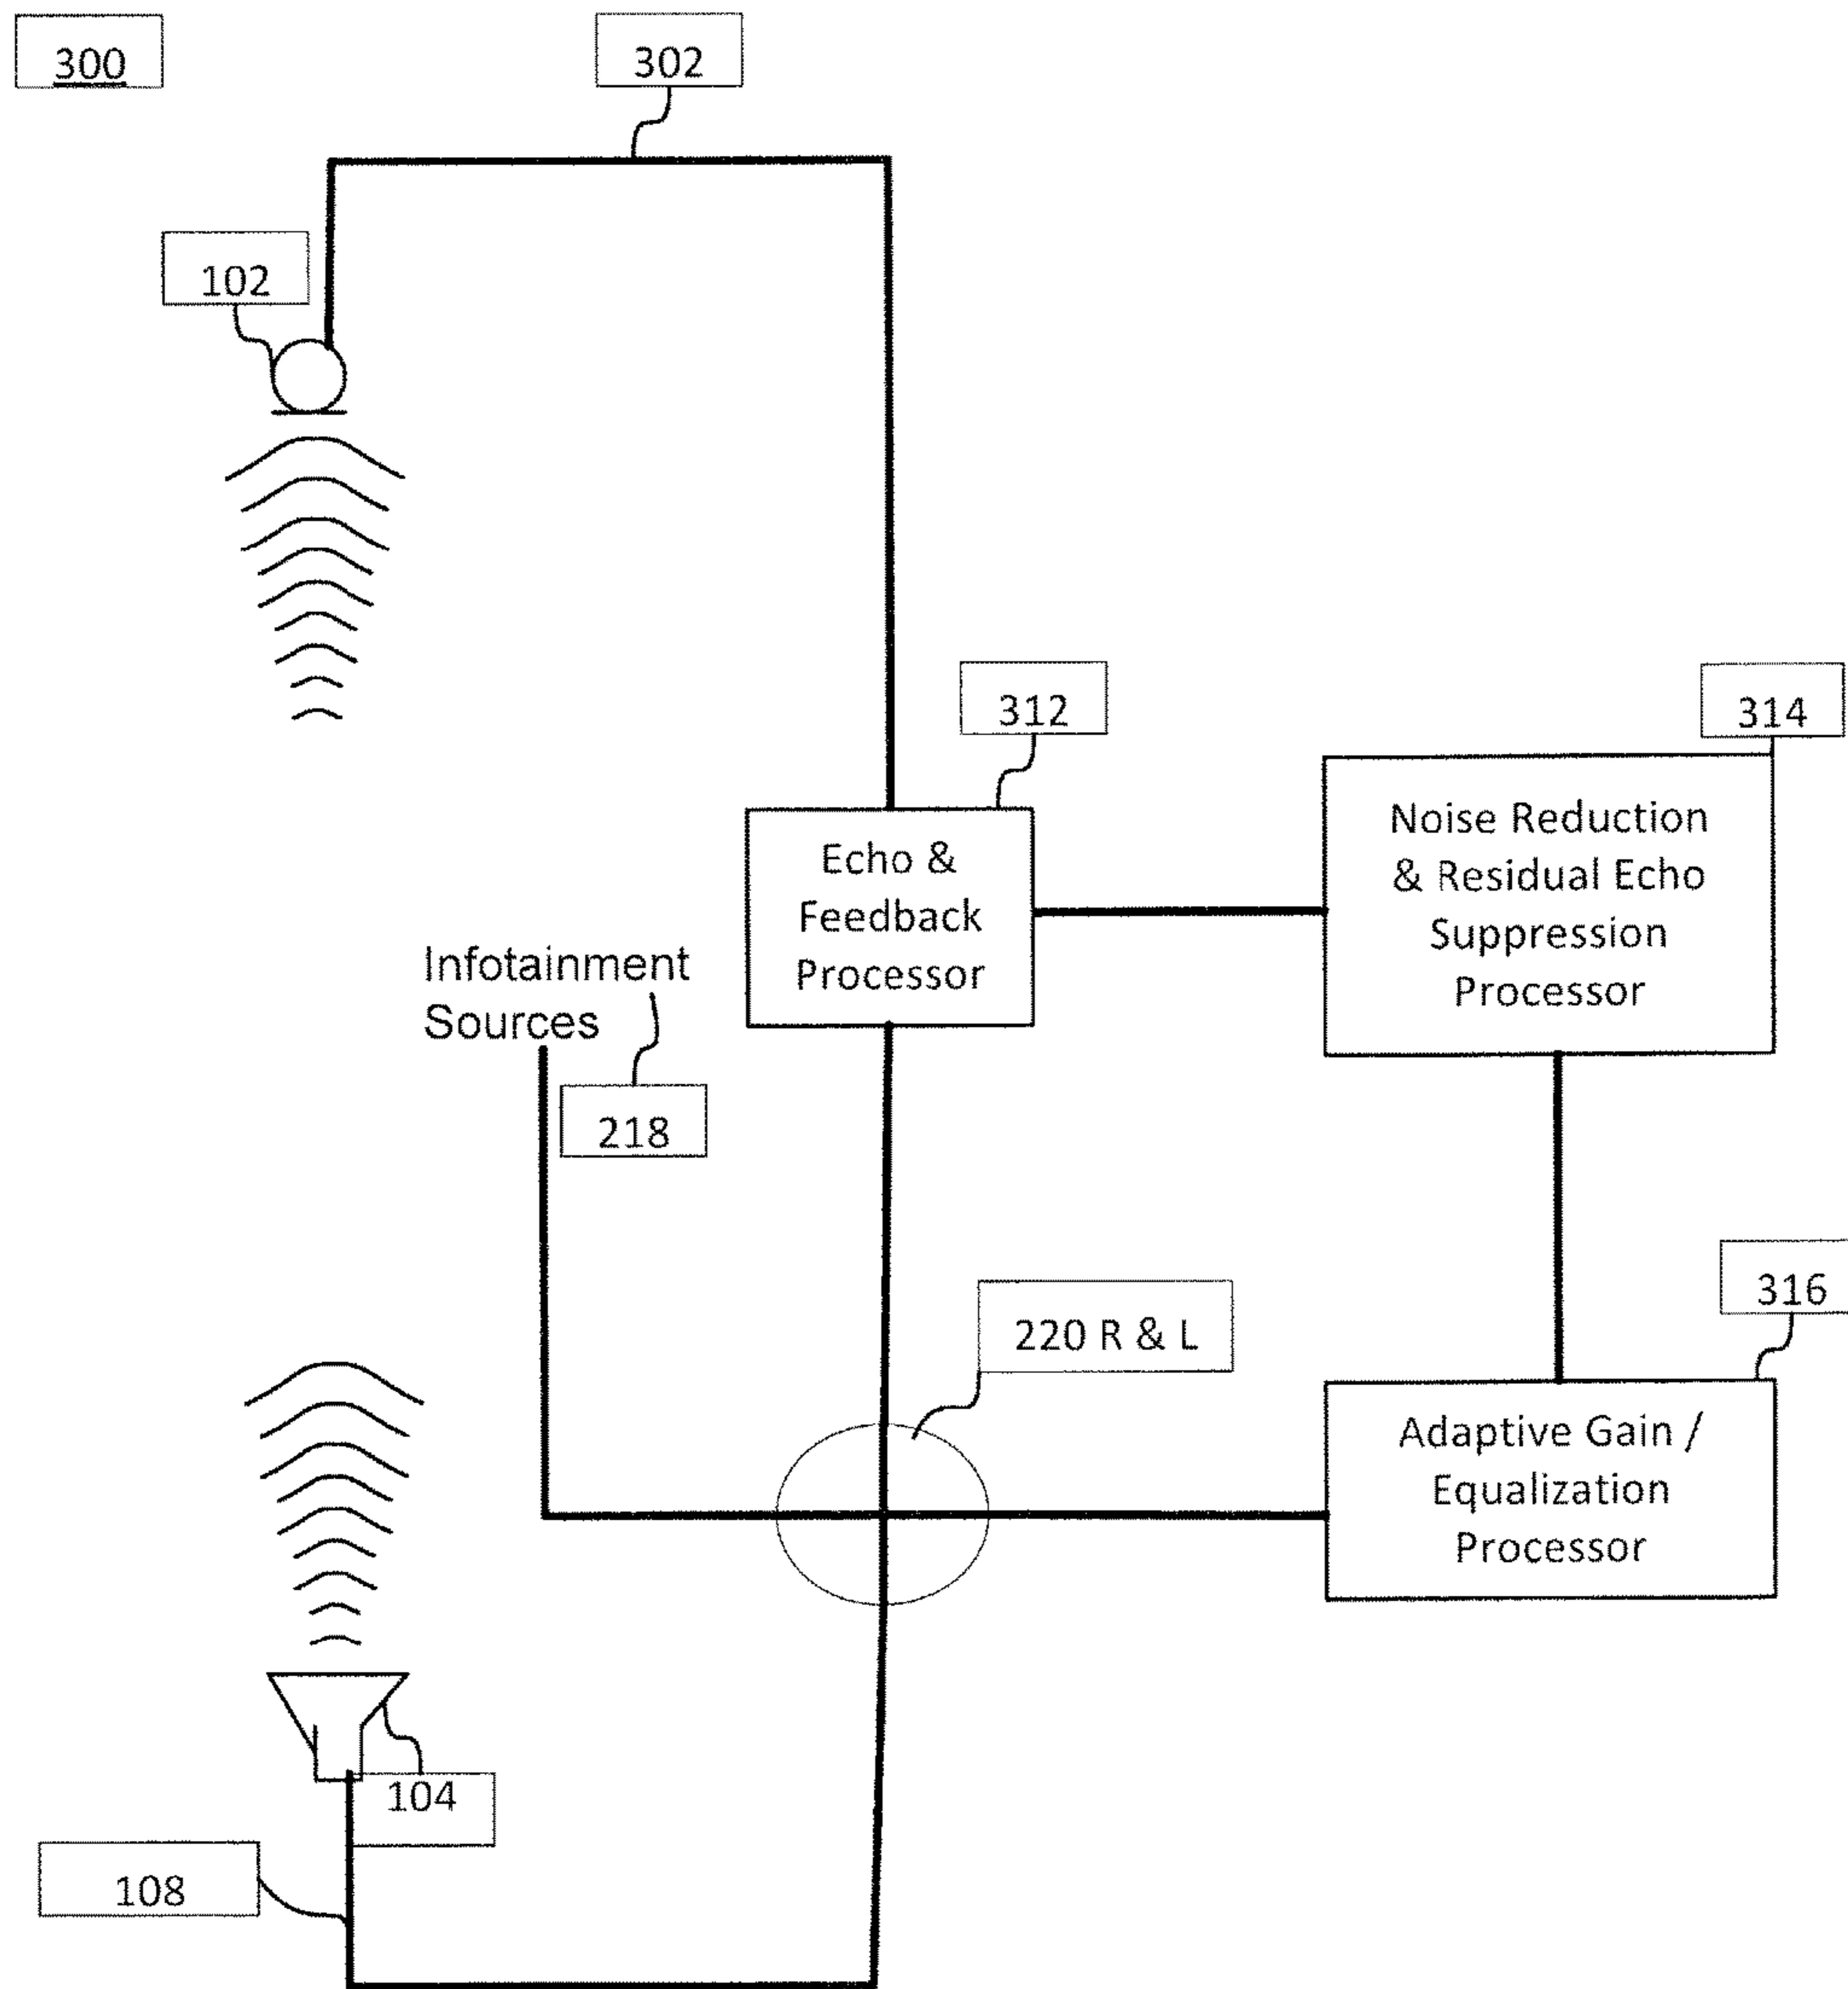 300
302
102
312
314
Echo &
Feedback
Processor
Noise Reduction
& Residual Echo
Suppression
Processor
Infotainment
Sources
218
220 R & L
316
Adaptive Gain /
Equalization
Processor
104
108